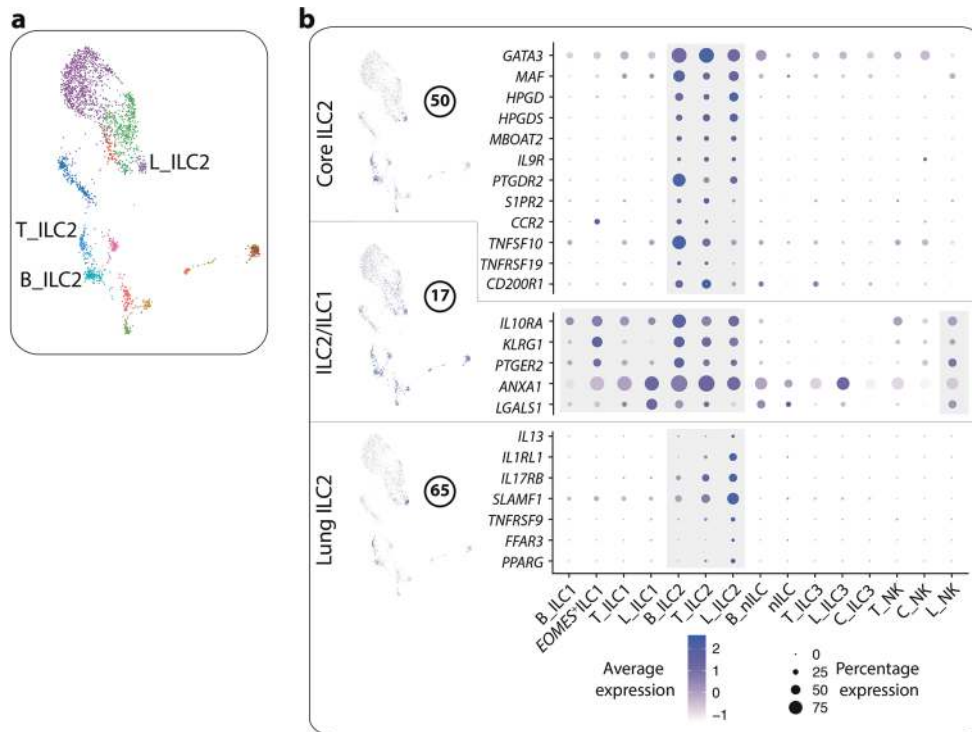 a
L_ILC2
T_ILC2
B_ILC2
b
Core ILC2
50
GATA3
MAF
HPGD
HPGDS
MBOAT2
IL9R
PTGDR2
S1PR2
CCR2
TNFSF10
TNFRSF19
CD200R1
ILC2/ILC1
17
IL10RA
KLRG1
PTGER2
ANXA1
LGALS1
Lung ILC2
65
IL13
IL1RL1
IL17RB
SLAMF1
TNFRSF9
FFAR3
PPARG
B_ILC1
EOMES+ILC1
T_ILC1
L_ILC1
B_ILC2
T_ILC2
L_ILC2
B_nILC
nILC
T_ILC3
L_ILC3
C_ILC3
T_NK
C_NK
L_NK
Average
expression
2
1
0
−1
0
25
50
75
Percentage
expression